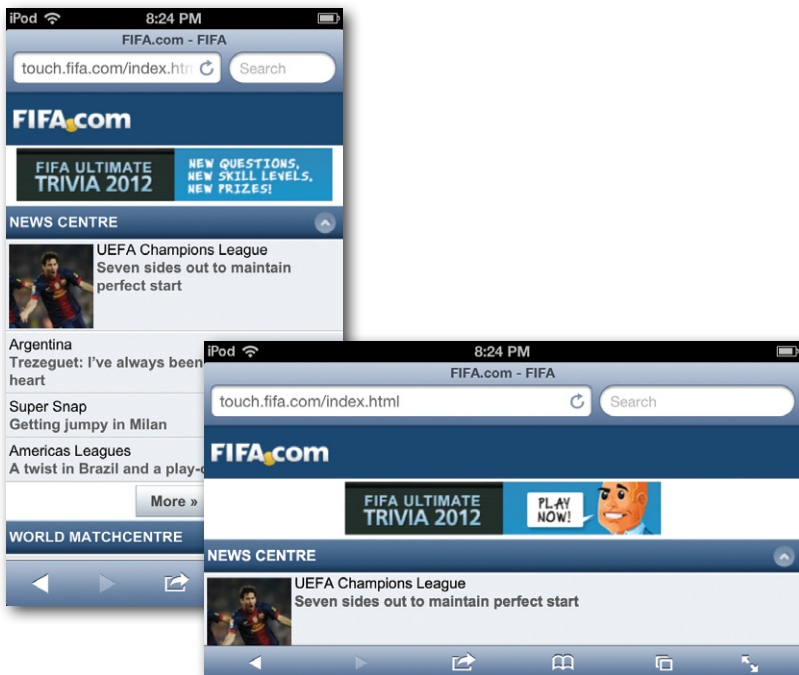 iPod 8:24 PM
FIFA.com - FIFA
touch.fifa.com/index.htm Search
FIFA.com
FIFA ULTIMATE
TRIVIA 2012
NEW QUESTIONS,
NEW SKILL LEVELS,
NEW PRIZES!
NEWS CENTRE
UEFA Champions League
Seven sides out to maintain
perfect start
Argentina
Trezeguet: I've always been
heart
Super Snap
Getting jumpy in Milan
Americas Leagues
A twist in Brazil and a play-
More »
WORLD MATCHCENTRE
iPod 8:24 PM
FIFA.com - FIFA
touch.fifa.com/index.html Search
FIFA.com
FIFA ULTIMATE
TRIVIA 2012
PLAY
NOW!
NEWS CENTRE
UEFA Champions League
Seven sides out to maintain perfect start